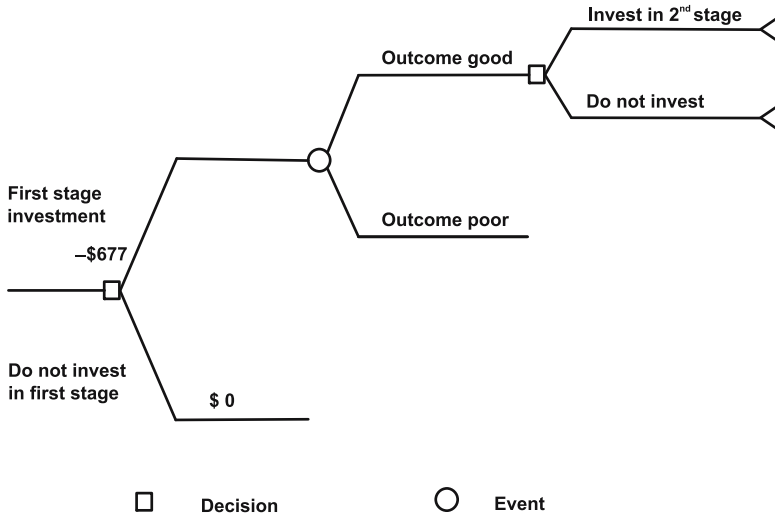 Invest in 2nd stage
Outcome good
Do not invest
First stage
investment
Outcome poor
–$677
Do not invest
in first stage
$ 0
Decision
Event